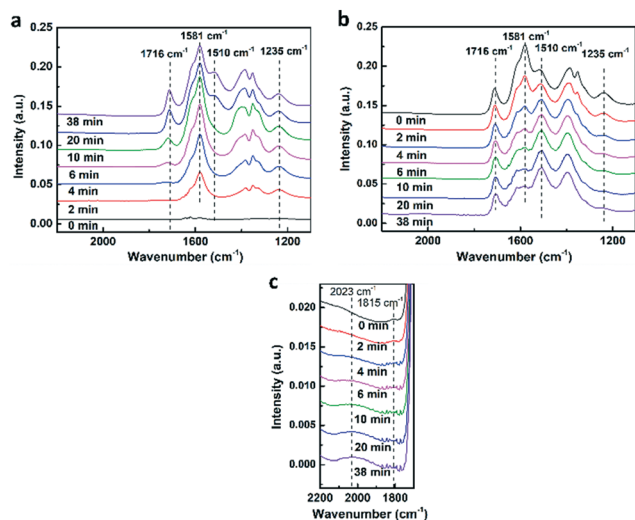 a
1581 cm⁻¹
1716 cm⁻¹
1510 cm⁻¹
1235 cm⁻¹
Intensity (a.u.)
0.25
0.20
0.15
0.10
0.05
0.00
38 min
20 min
10 min
6 min
4 min
2 min
0 min
2000
1600
1200
Wavenumber (cm⁻¹)
b
1581 cm⁻¹
1716 cm⁻¹
1510 cm⁻¹
1235 cm⁻¹
Intensity (a.u.)
0.25
0.20
0.15
0.10
0.05
0.00
0 min
2 min
4 min
6 min
10 min
20 min
38 min
2000
1600
1200
Wavenumber (cm⁻¹)
c
2023 cm⁻¹
1815 cm⁻¹
Intensity (a.u.)
0.020
0.015
0.010
0.005
0.000
0 min
2 min
4 min
6 min
10 min
20 min
38 min
2200
2000
1800
Wavenumber (cm⁻¹)